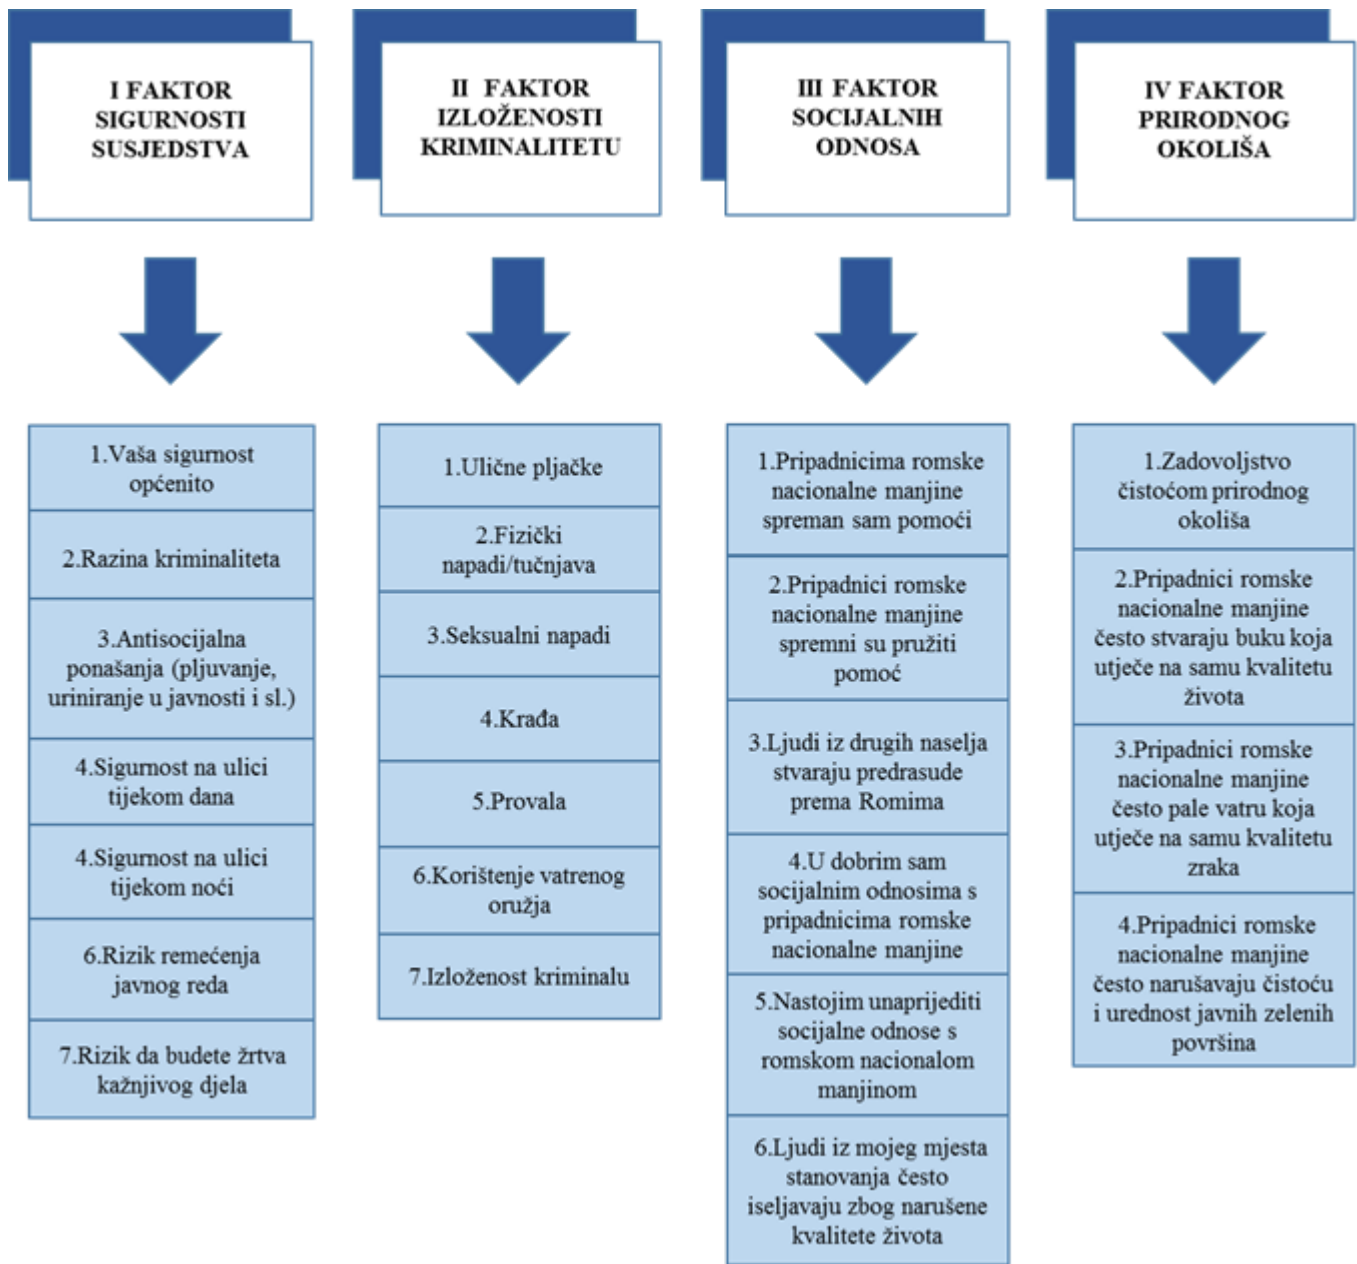 I FAKTOR
SIGURNOSTI
SUSJEDSTVA
II FAKTOR
IZLOŽENOSTI
KRIMINALITETU
III FAKTOR
SOCIJALNIH
ODNOSA
IV FAKTOR
PRIRODNOG
OKOLIŠA
1.Vaša sigurnost
općenito
2.Razina kriminaliteta
3.Antisocijalna
ponašanja (pljuvanje,
uriniranje u javnosti i sl.)
4.Sigurnost na ulici
tijekom dana
4.Sigurnost na ulici
tijekom noći
6.Rizik remećenja
javnog reda
7.Rizik da budete žrtva
kažnjivog djela
1.Ulične pljačke
2.Fizički
napadi/tučnjava
3.Seksualni napadi
4.Krađa
5.Provala
6.Korištenje vatrenog
oružja
7.Izloženost kriminalu
1.Pripadnicima romske
nacionalne manjine
spreman sam pomoći
2.Pripadnici romske
nacionalne manjine
spremni su pružiti
pomoć
3.Ljudi iz drugih naselja
stvaraju predrasude
prema Romima
4.U dobrim sam
socijalnim odnosima s
pripadnicima romske
nacionalne manjine
5.Nastojim unaprijediti
socijalne odnose s
romskom nacionalom
manjinom
6.Ljudi iz mojeg mjesta
stanovanja često
iseljavaju zbog narušene
kvalitete života
1.Zadovoljstvo
čistoćom prirodnog
okoliša
2.Pripadnici romske
nacionalne manjine
često stvaraju buku koja
utječe na samu kvalitetu
života
3.Pripadnici romske
nacionalne manjine
često pale vatru koja
utječe na samu kvalitetu
zraka
4.Pripadnici romske
nacionalne manjine
često narušavaju čistoću
i urednost javnih zelenih
površina